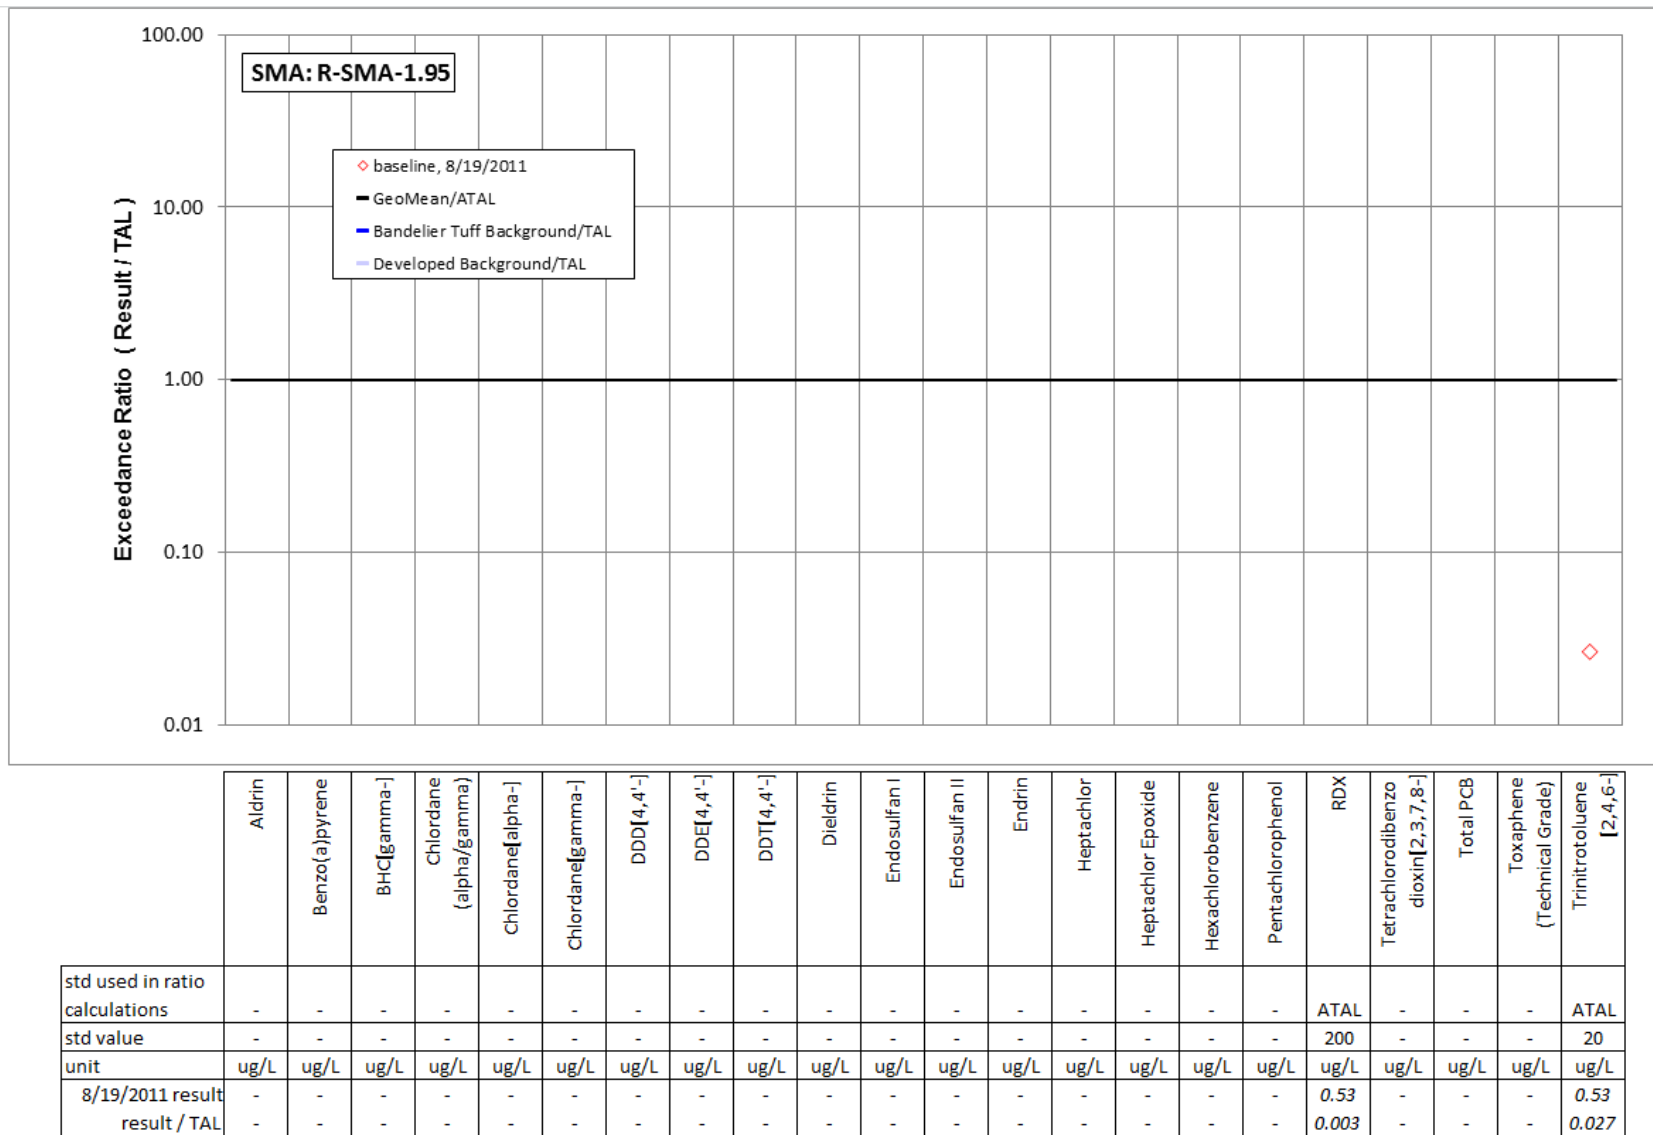 100.00
SMA: R-SMA-1.95
baseline, 8/19/2011
GeoMean/ATAL
Bandelier Tuff Background/TAL
Developed Background/TAL
Exceedance Ratio ( Result / TAL )
10.00
1.00
0.10
0.01
Aldrin
Benzo(a)pyrene
BHC[gamma-]
Chlordane
(alpha/gamma)
Chlordane[alpha-]
Chlordane[gamma-]
DDD[4,4'-]
DDE[4,4'-]
DDT[4,4'-]
Dieldrin
Endosulfan I
Endosulfan II
Endrin
Heptachlor
Heptachlor Epoxide
Hexachlorobenzene
Pentachlorophenol
RDX
Tetrachlorodibenzo
dioxin[2,3,7,8-]
Total PCB
Toxaphene
(Technical Grade)
Trinitrotoluene
[2,4,6-]
std used in ratio
calculations - - - - - - - - - - - - - - - - - ATAL - - - ATAL
std value - - - - - - - - - - - - - - - - - 200 - - - 20
unit ug/L ug/L ug/L ug/L ug/L ug/L ug/L ug/L ug/L ug/L ug/L ug/L ug/L ug/L ug/L ug/L ug/L ug/L ug/L ug/L ug/L ug/L
8/19/2011 result - - - - - - - - - - - - - - - - - 0.53 - - - 0.53
result / TAL - - - - - - - - - - - - - - - - - 0.003 - - - 0.027